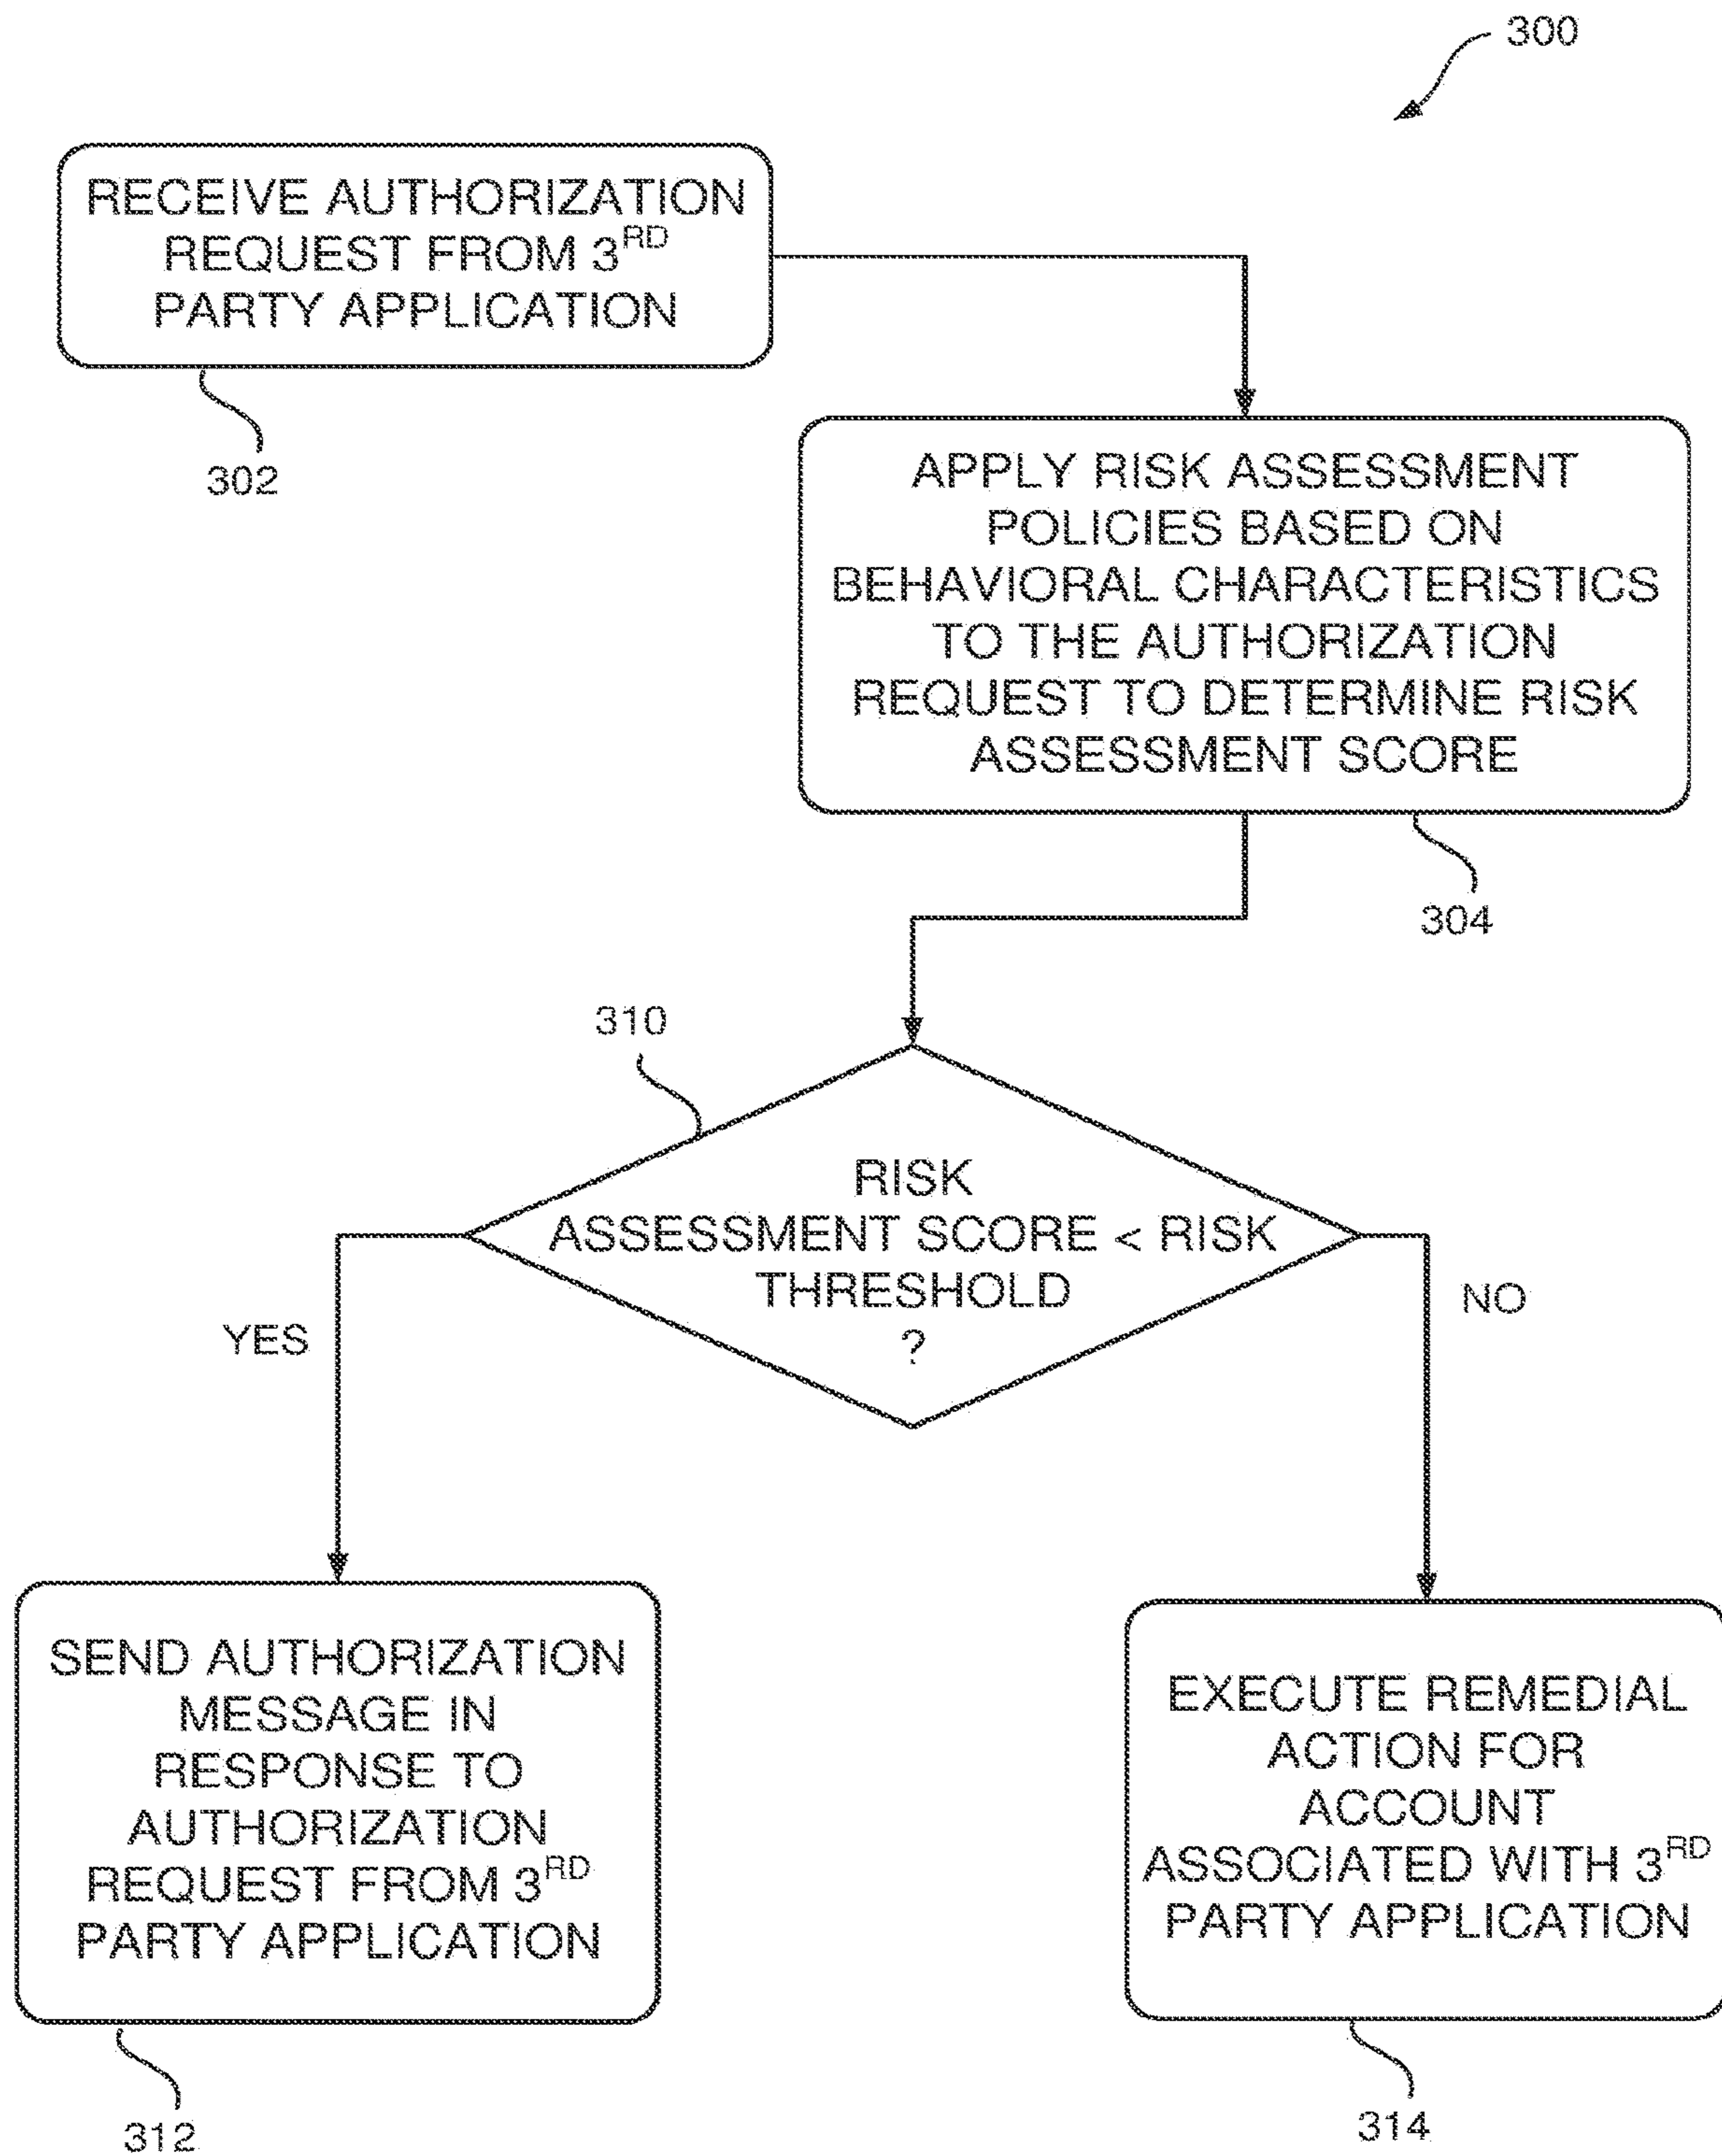 300
RECEIVE AUTHORIZATION
REQUEST FROM 3RD
PARTY APPLICATION
302
APPLY RISK ASSESSMENT
POLICIES BASED ON
BEHAVIORAL CHARACTERISTICS
TO THE AUTHORIZATION
REQUEST TO DETERMINE RISK
ASSESSMENT SCORE
304
310
RISK
ASSESSMENT SCORE < RISK
THRESHOLD
?
YES
NO
SEND AUTHORIZATION
MESSAGE IN
RESPONSE TO
AUTHORIZATION
REQUEST FROM 3RD
PARTY APPLICATION
312
EXECUTE REMEDIAL
ACTION FOR
ACCOUNT
ASSOCIATED WITH 3RD
PARTY APPLICATION
314